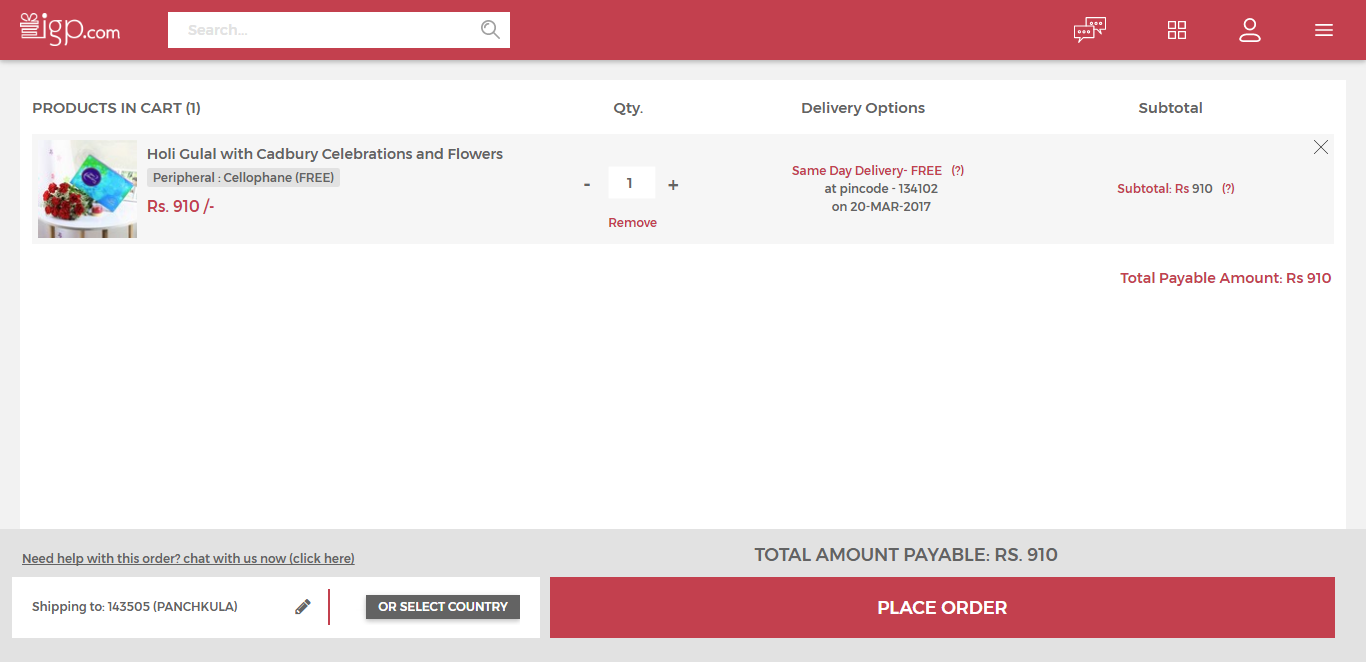 igp.com
Search...
PRODUCTS IN CART (1) Qty. Delivery Options Subtotal
Holi Gulal with Cadbury Celebrations and Flowers
Peripheral : Cellophane (FREE)
Rs. 910 /-
- 1 +
Remove
Same Day Delivery- FREE (?)
at pincode - 134102
on 20-MAR-2017
Subtotal: Rs 910 (?)
Total Payable Amount: Rs 910
Need help with this order? chat with us now (click here)
TOTAL AMOUNT PAYABLE: RS. 910
Shipping to: 143505 (PANCHKULA)
OR SELECT COUNTRY
PLACE ORDER